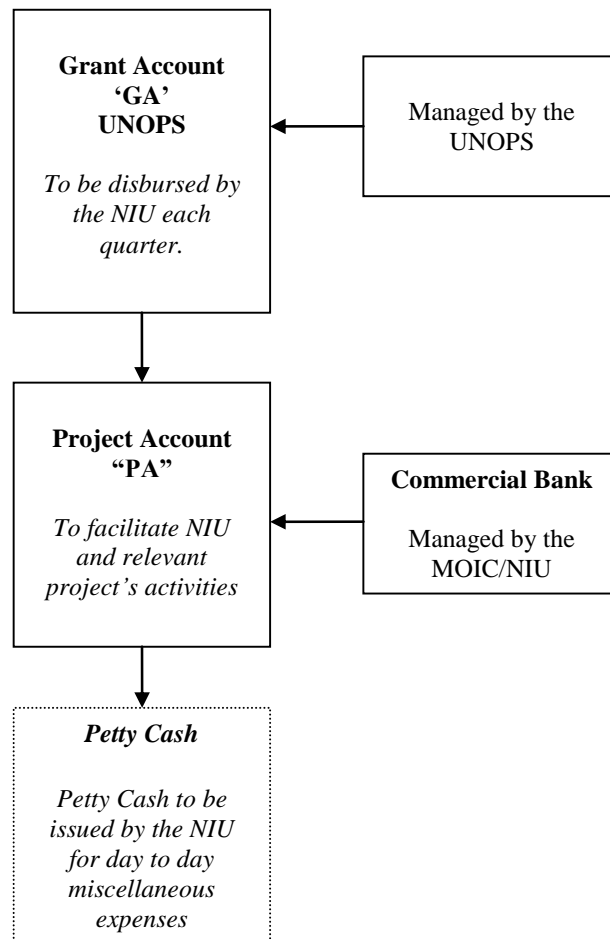 Grant Account
‘GA’
UNOPS
To be disbursed by
the NIU each
quarter.
Managed by the
UNOPS
Project Account
“PA”
To facilitate NIU
and relevant
project’s activities
Commercial Bank
Managed by the
MOIC/NIU
Petty Cash
Petty Cash to be
issued by the NIU
for day to day
miscellaneous
expenses